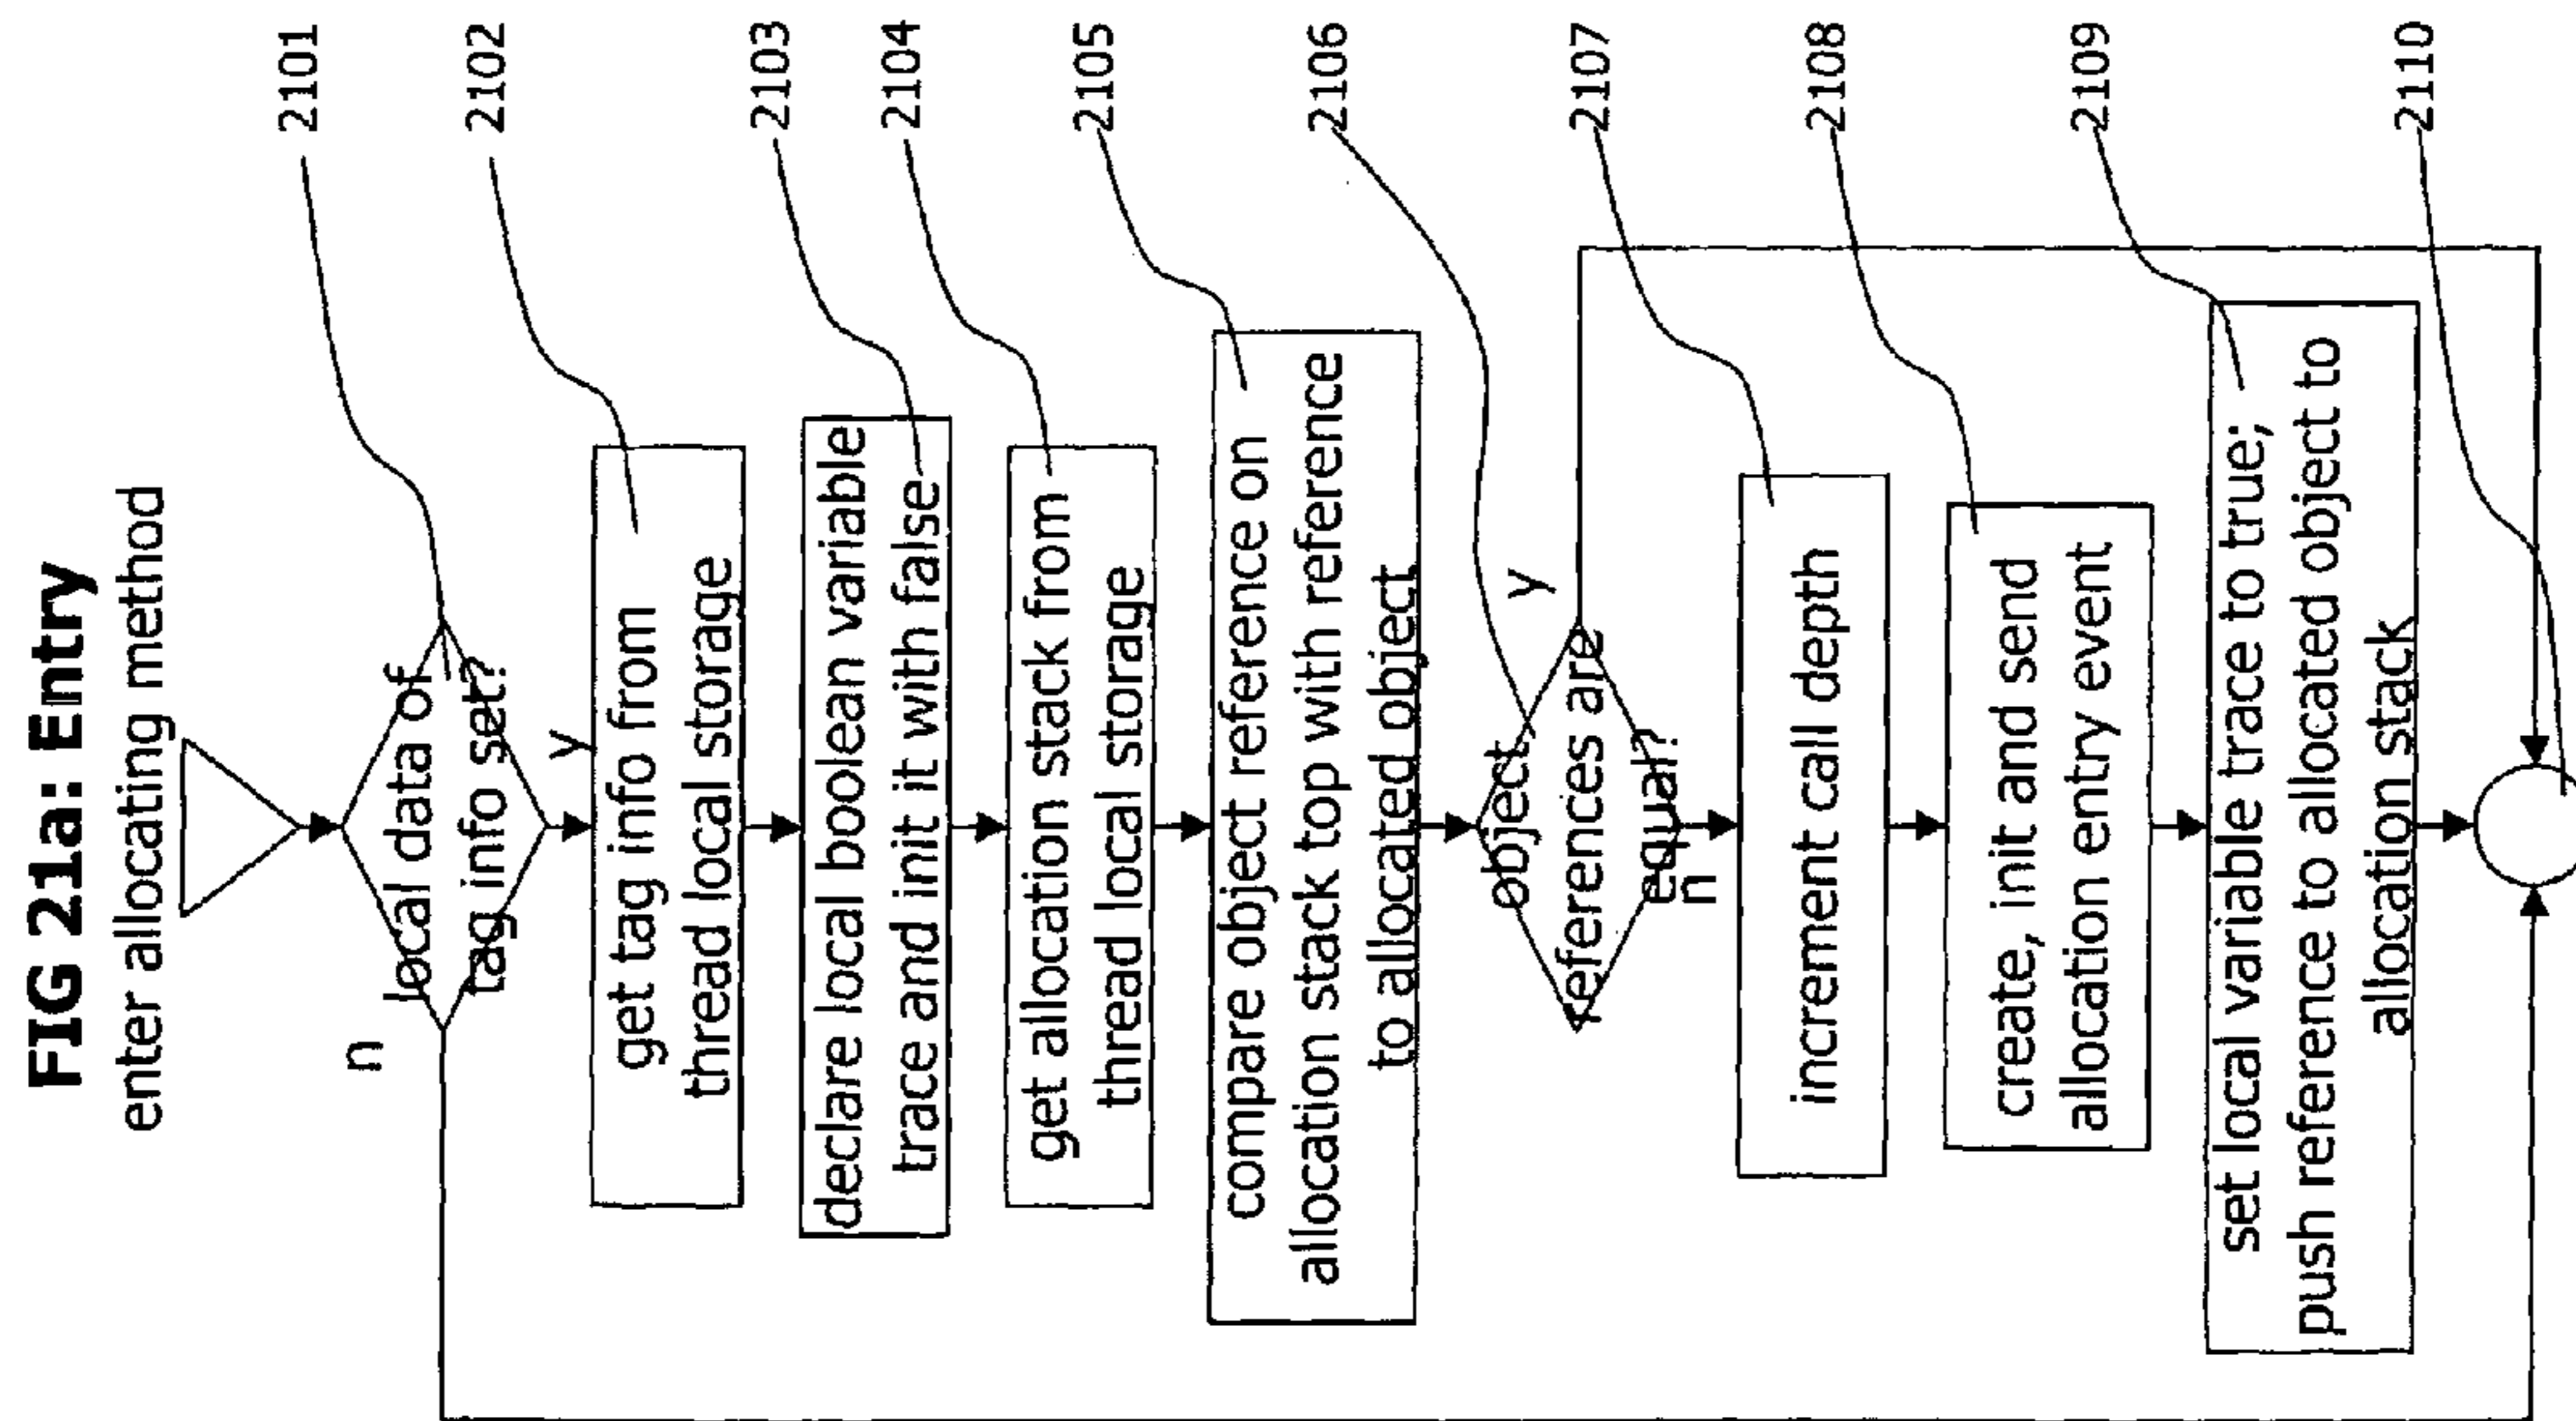 FIG 21a: Entry
enter allocating method
2101
local data of
tag info set?
n
y
2102
get tag info from
thread local storage
2103
declare local boolean variable
trace and init it with false
2104
get allocation stack from
thread local storage
2105
compare object reference on
allocation stack top with reference
to allocated object
2106
object
references are
equal?
y
n
2107
increment call depth
2108
create, init and send
allocation entry event
2109
set local variable trace to true;
push reference to allocated object to
allocation stack
2110